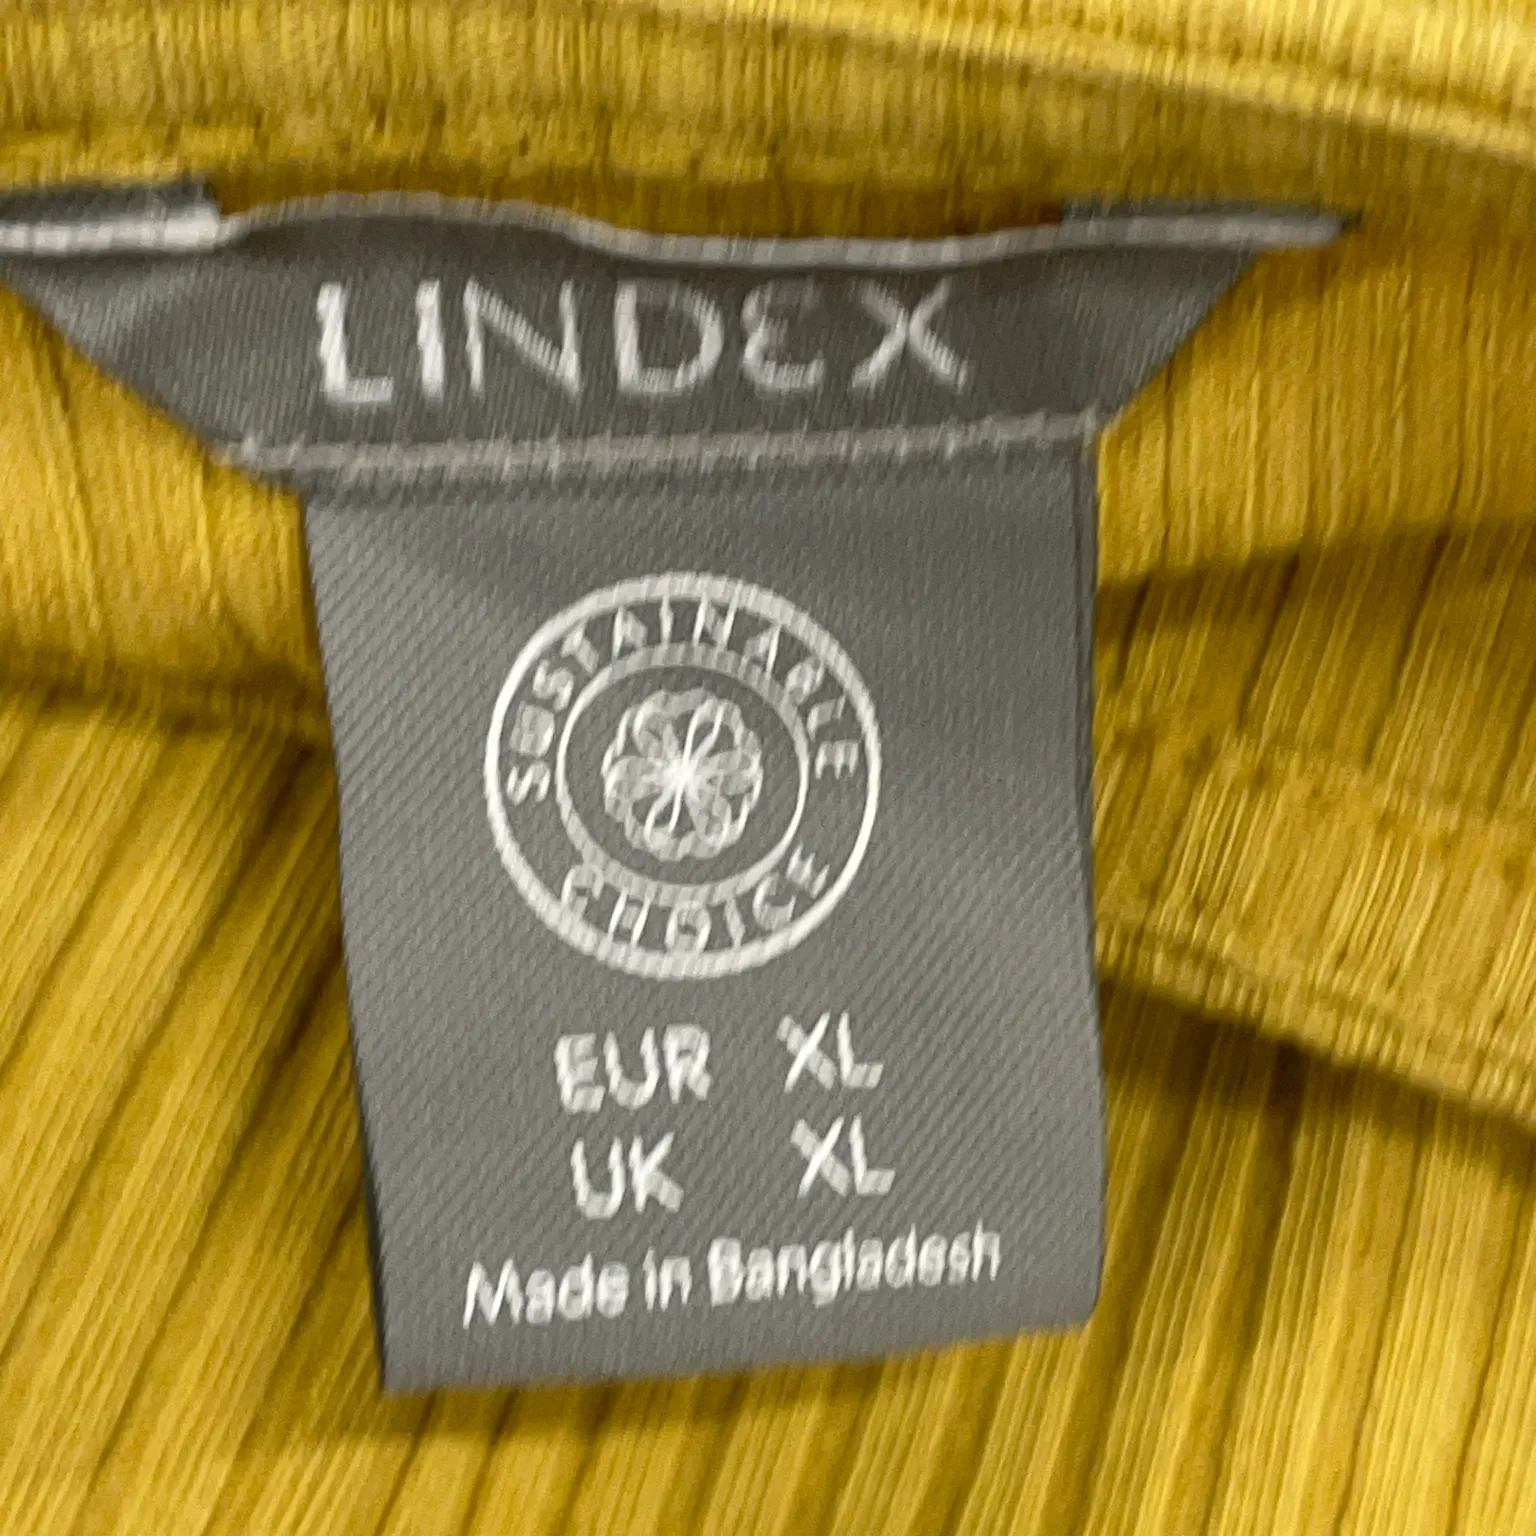 LINDEX
SUSTAINABLE
CHOICE
EUR XL
UK XL
Made in Bangladesh